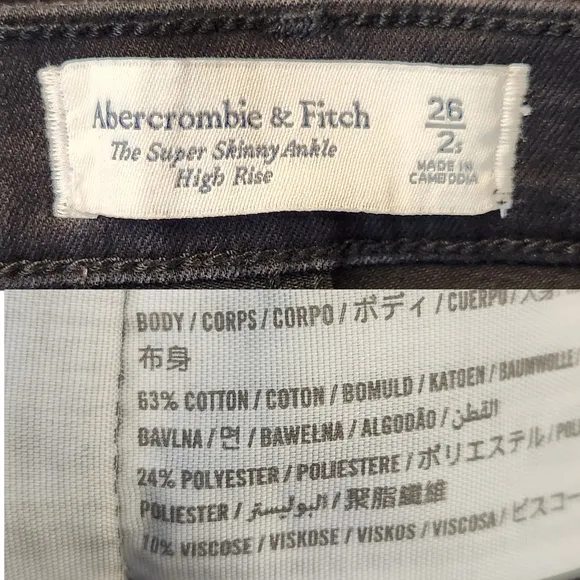 Abercrombie & Fitch
The Super Skinny Ankle
High Rise
26
2s
MADE IN
CAMBODIA
BODY / CORPS / CORPO / ボディ / CUERPO /
布身
63% COTTON / COTON / BOMULD / KATOEN / BAUMWOLLE /
BAVLNA / 면 / BAWEŁNA / ALGODÃO / القطن /
24% POLYESTER / POLIESTERE / ポリエステル /
POLIESTER / البوليستر / 聚脂纖維
10% VISCOSE / VISKOSE / VISKOS / VISCOSA /